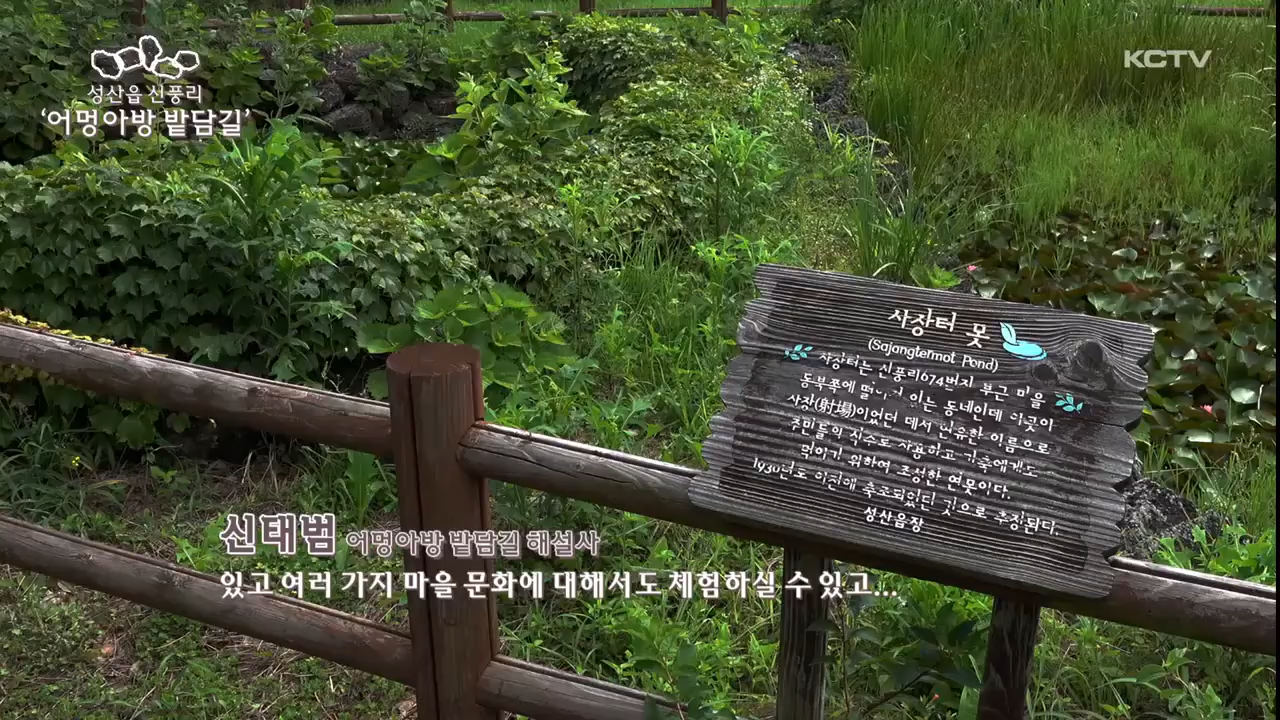 성산읍 신풍리
‘어멍아방 밭담길’
KCTV
사장터 못
(Sajangtermot Pond)
사장터는 신풍리674번지 부근 마을
동부쪽에 떨어져 있는 동네인데 이곳이
사장(射場)이었던 데서 연유한 이름으로
주민들의 식수로 사용하고 가축에게도
먹이기 위하여 조성한 연못이다.
1930년도 이전에 축조되었던 것으로 추정된다.
성산읍장
신태범 어멍아방 밭담길 해설사
있고 여러 가지 마을 문화에 대해서도 체험하실 수 있고...